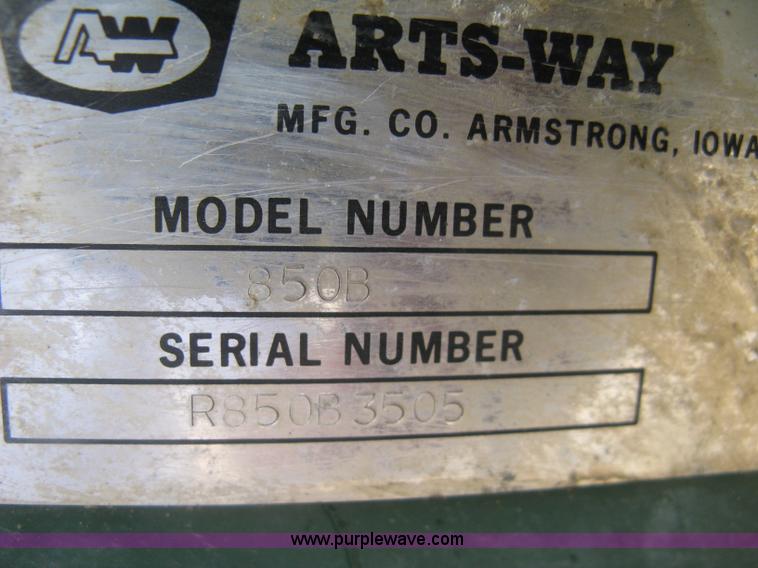 AW
ARTS-WAY
MFG. CO. ARMSTRONG, IOWA
MODEL NUMBER
850B
SERIAL NUMBER
R850B3505
www.purplewave.com